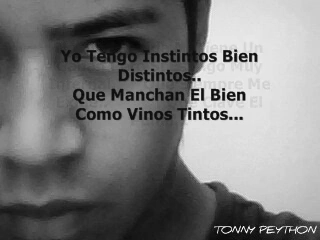 Yo Tengo Instintos Bien
Distintos..
Que Manchan El Bien
Como Vinos Tintos...
TONNY PEYTHON